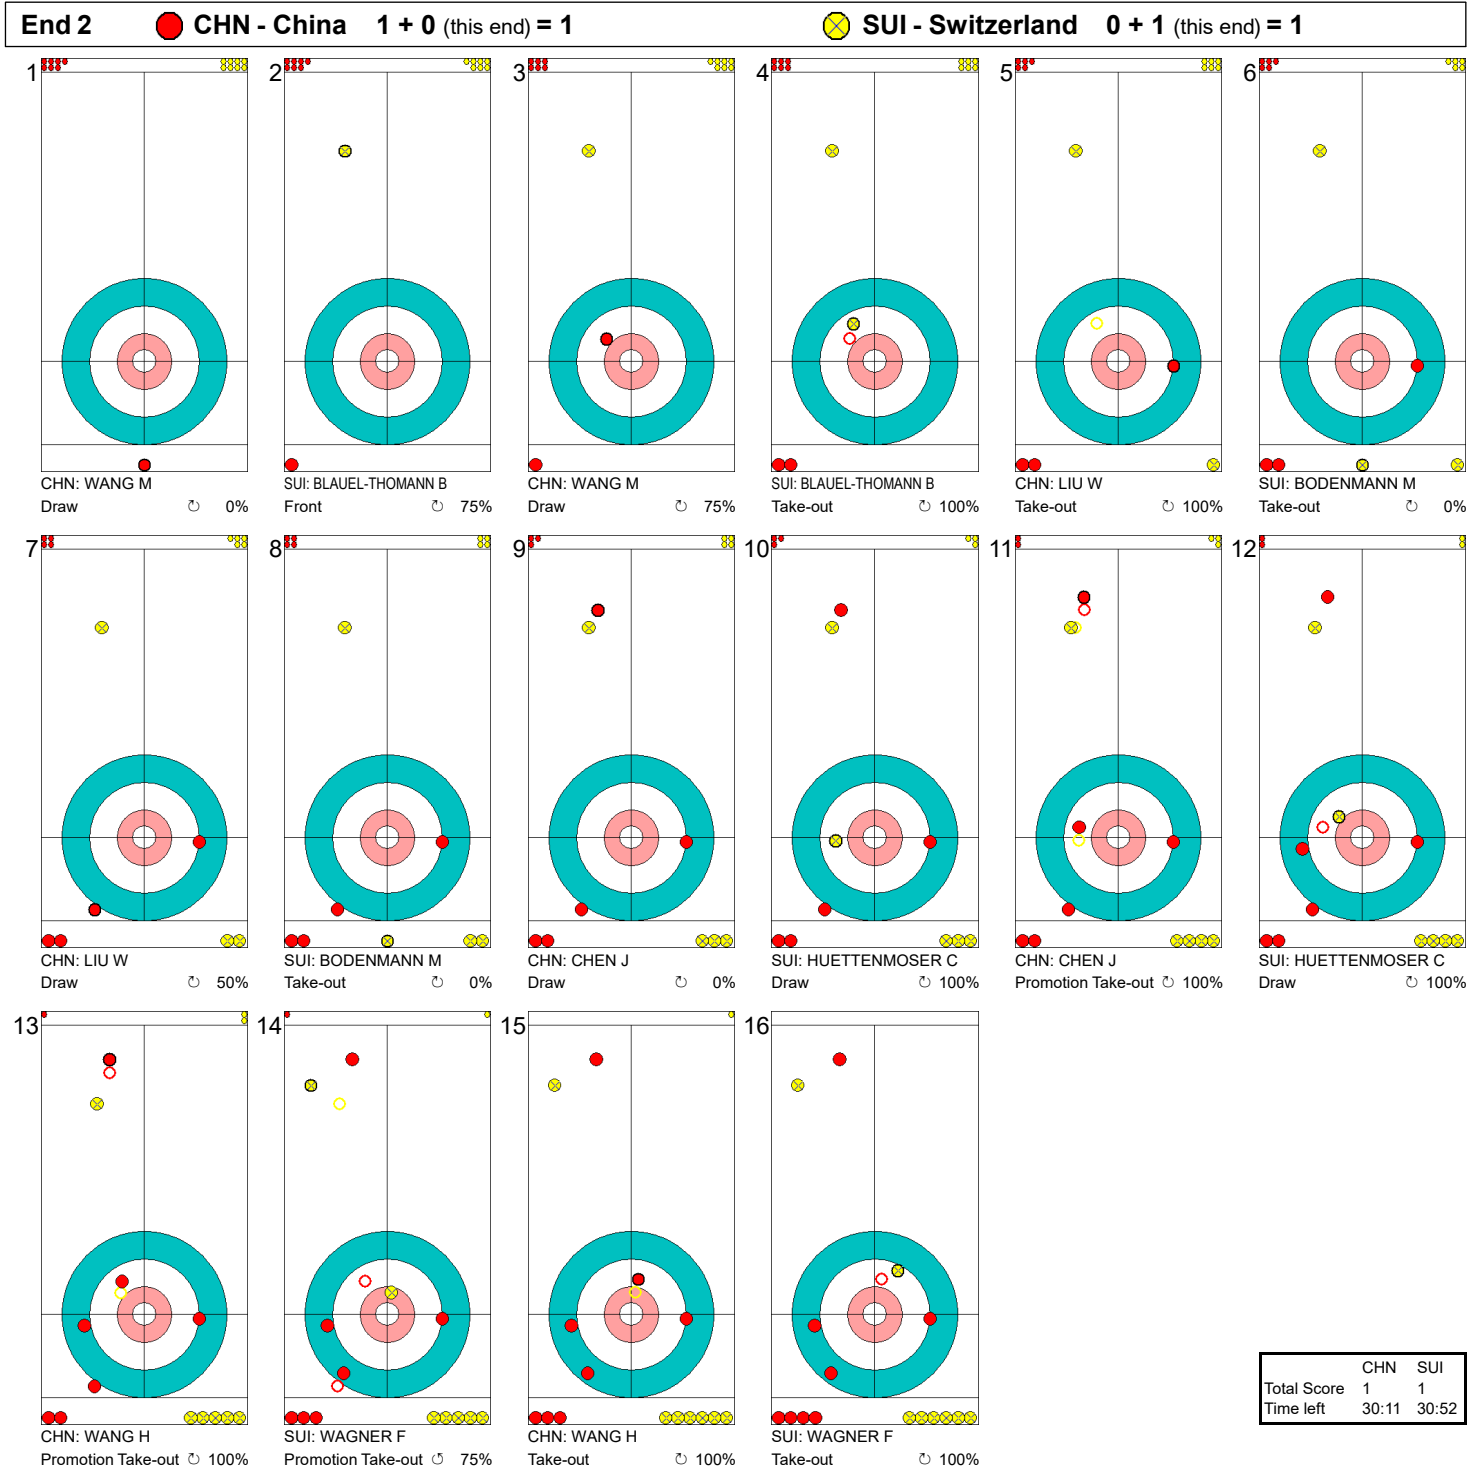 End 2 CHN - China 1 + 0 (this end) = 1 SUI - Switzerland 0 + 1 (this end) = 1
1 2 3 4 5 6
CHN: WANG M SUI: BLAUEL-THOMANN B CHN: WANG M SUI: BLAUEL-THOMANN B CHN: LIU W SUI: BODENMANN M
Draw ↻ 0% Front ↻ 75% Draw ↻ 75% Take-out ↻ 100% Take-out ↻ 100% Take-out ↻ 0%
7 8 9 10 11 12
CHN: LIU W SUI: BODENMANN M CHN: CHEN J SUI: HUETTENMOSER C CHN: CHEN J SUI: HUETTENMOSER C
Draw ↻ 50% Take-out ↻ 0% Draw ↻ 0% Draw ↻ 100% Promotion Take-out ↻ 100% Draw ↻ 100%
13 14 15 16
CHN: WANG H SUI: WAGNER F CHN: WANG H SUI: WAGNER F
Promotion Take-out ↻ 100% Promotion Take-out ↻ 75% Take-out ↻ 100% Take-out ↻ 100%
CHN SUI
Total Score 1 1
Time left 30:11 30:52